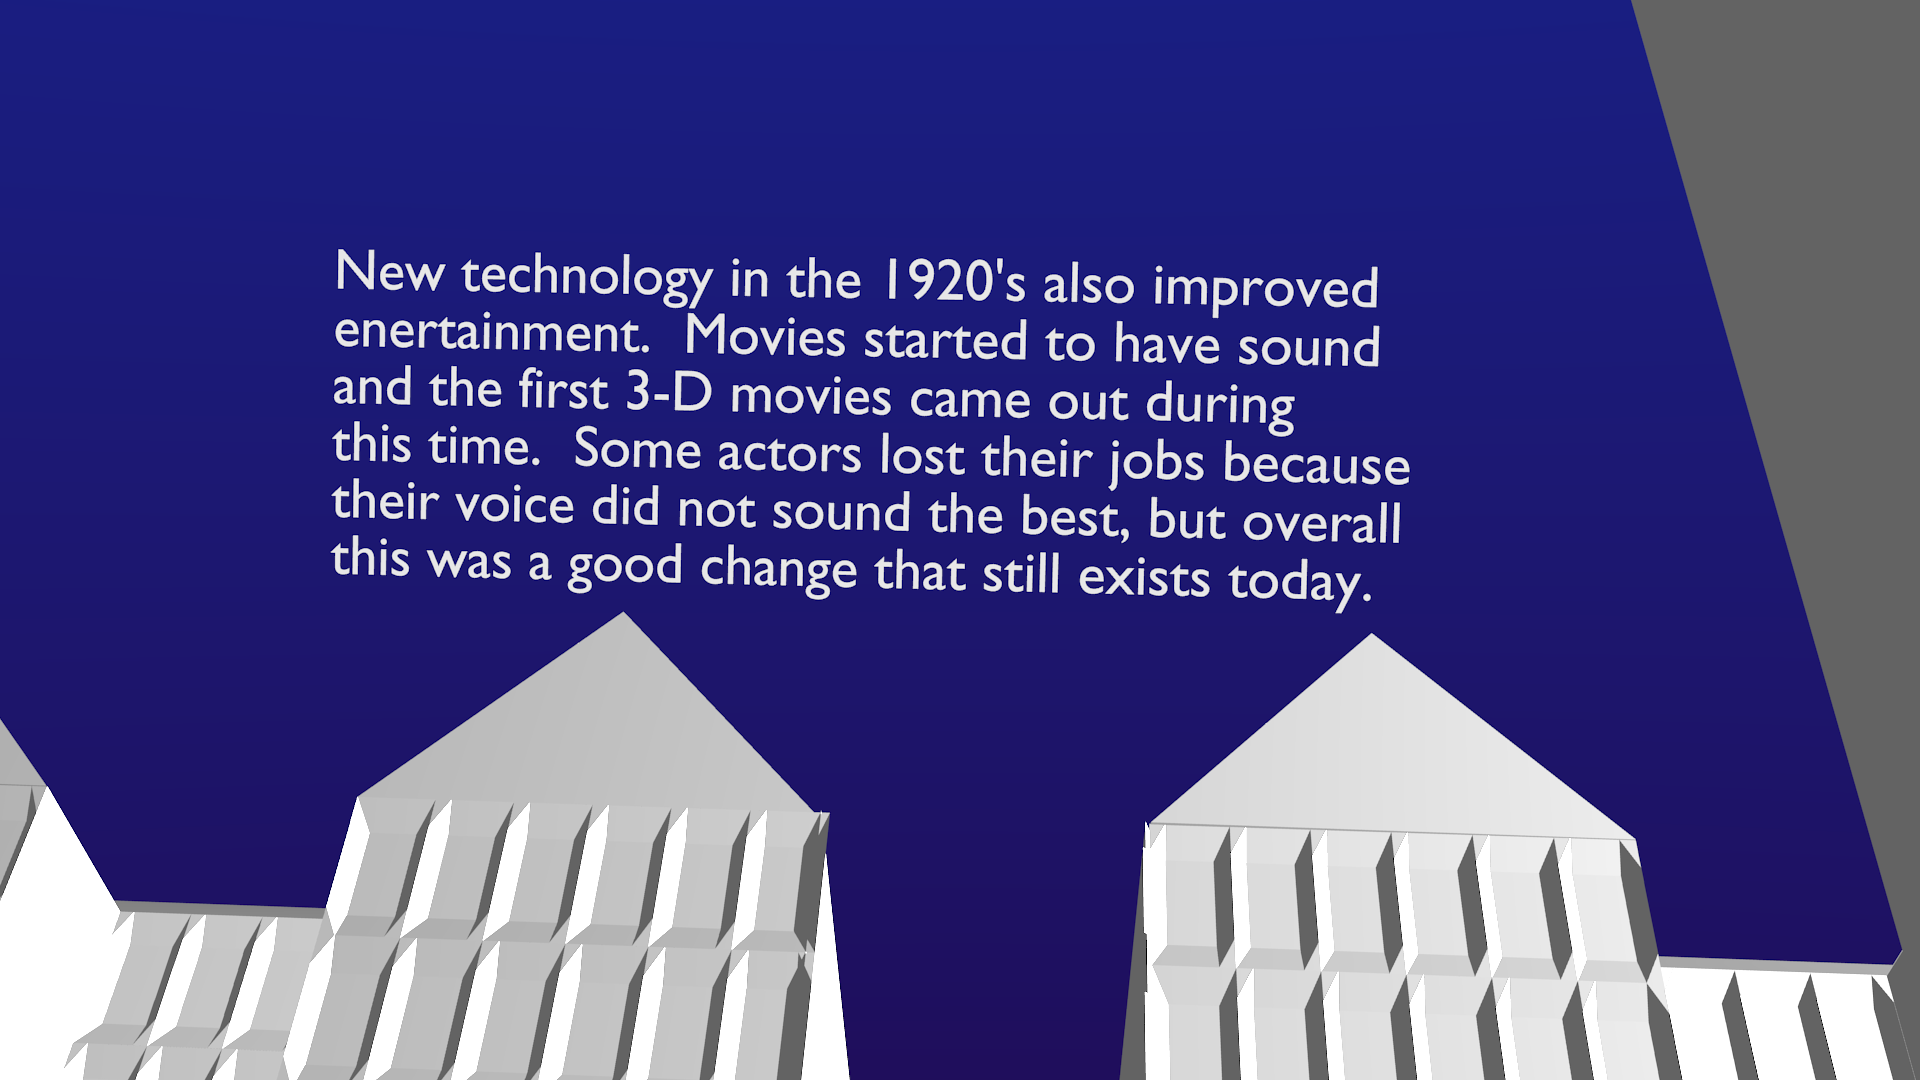 New technology in the 1920's also improved
enertainment.  Movies started to have sound
and the first 3-D movies came out during
this time.  Some actors lost their jobs because
their voice did not sound the best, but overall
this was a good change that still exists today.